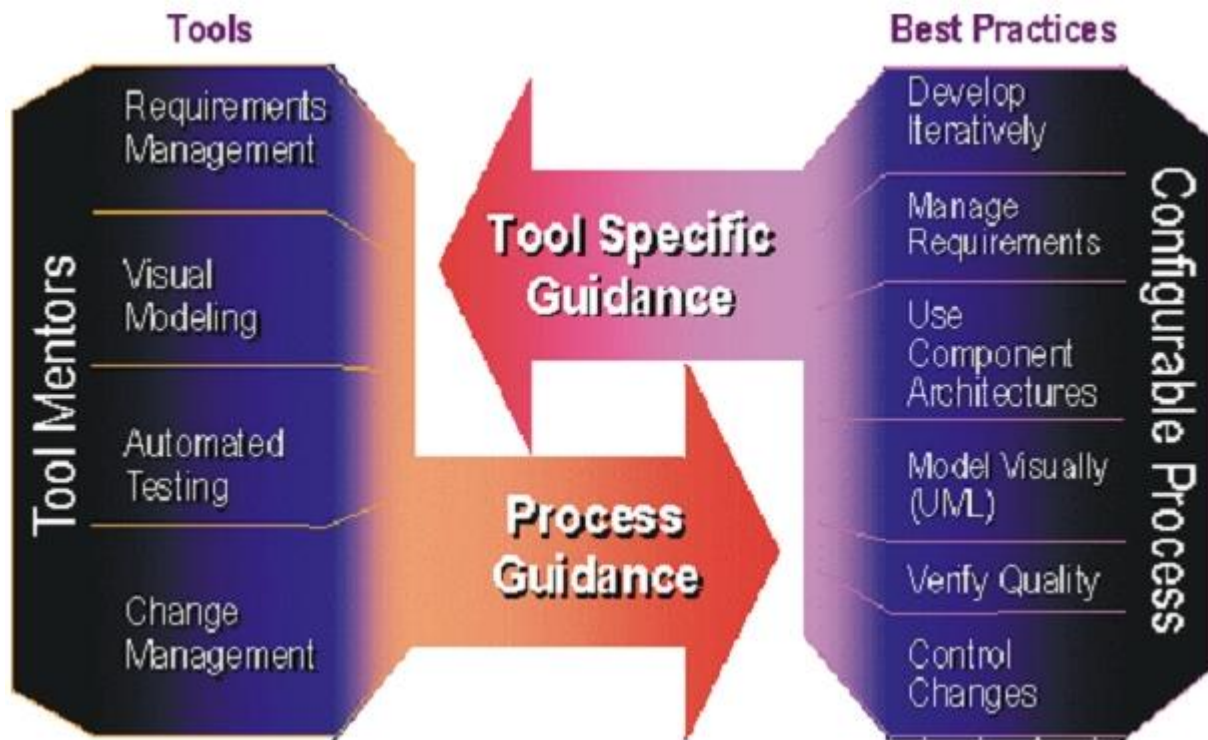 Tools
Requirements
Management
Visual
Modeling
Automated
Testing
Change
Management
Tool Mentors
Tool Specific
Guidance
Process
Guidance
Best Practices
Develop
Iteratively
Manage
Requirements
Use
Component
Architectures
Model Visually
(UML)
Verify Quality
Control
Changes
Configurable Process